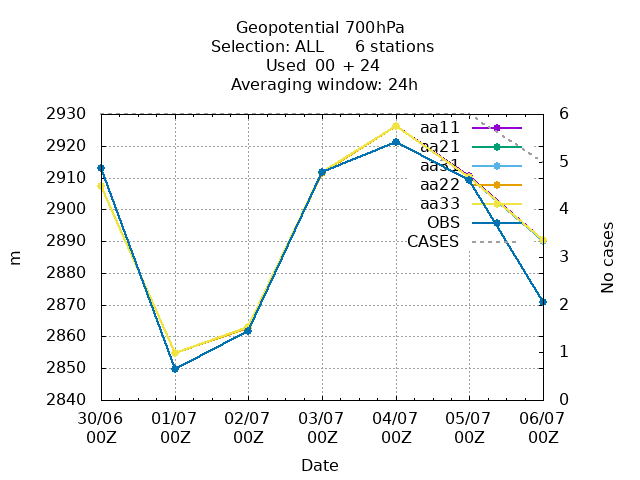 Geopotential 700hPa
Selection: ALL      6 stations
Used  00  + 24
Averaging window: 24h
2930
2920
2910
2900
2890
2880
2870
2860
2850
2840
m
6
5
4
3
2
1
0
No cases
aa11
aa21
aa31
aa22
aa33
OBS
CASES
30/06 01/07 02/07 03/07 04/07 05/07 06/07
00Z 00Z 00Z 00Z 00Z 00Z 00Z
Date